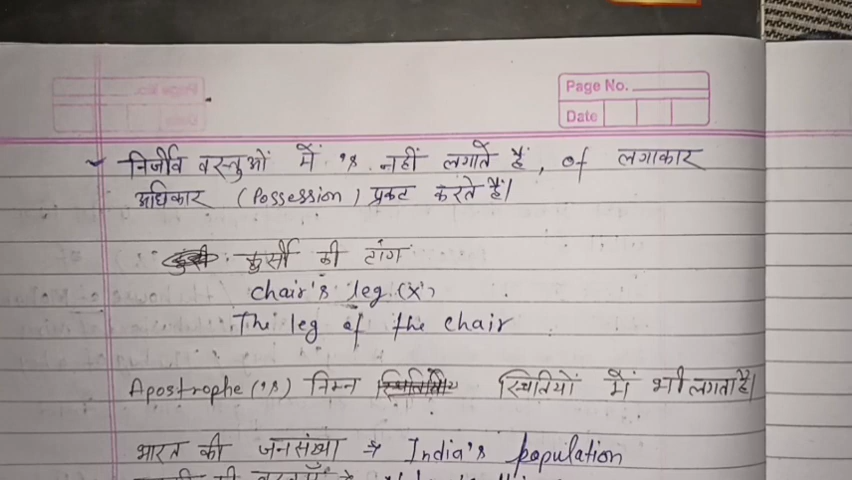 Page No.
Date
निर्जीव वस्तुओं में 's नहीं लगाते हैं, of लगाकार
अधिकार (Possession) प्रकट करते हैं।
कुर्सी की टांग
chair's leg (x)
The leg of the chair
Apostrophe ('s) निम्न स्थितियों में भी लगता है।
भारत की जनसंख्या → India's population